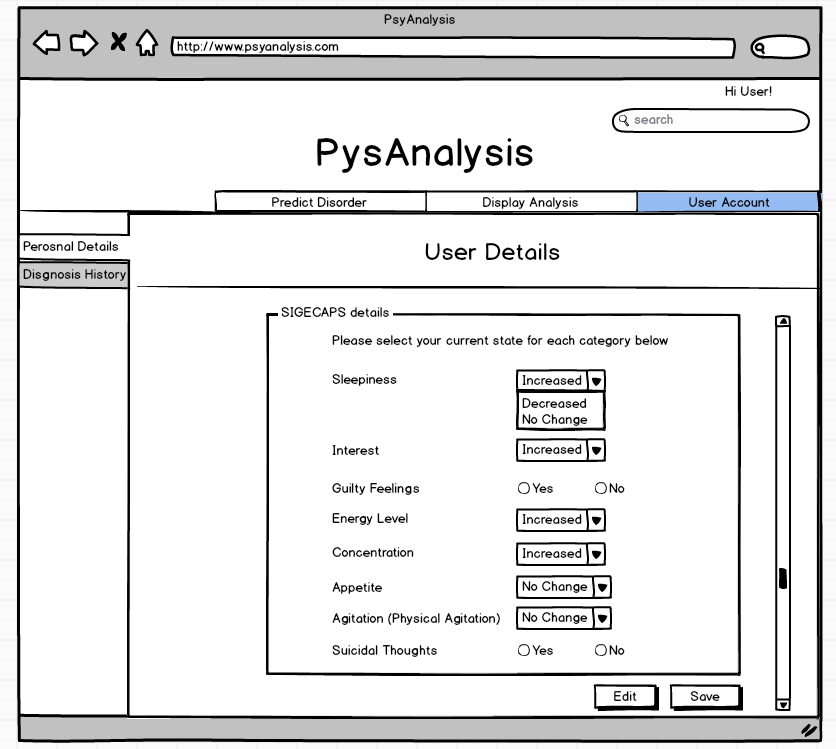 PsyAnalysis
http://www.psyanalysis.com
Hi User!
search
PysAnalysis
Predict Disorder
Display Analysis
User Account
Perosnal Details
Disgnosis History
User Details
SIGECAPS details
Please select your current state for each category below
Sleepiness Increased
Decreased
No Change
Interest Increased
Guilty Feelings Yes No
Energy Level Increased
Concentration Increased
Appetite No Change
Agitation (Physical Agitation) No Change
Suicidal Thoughts Yes No
Edit Save